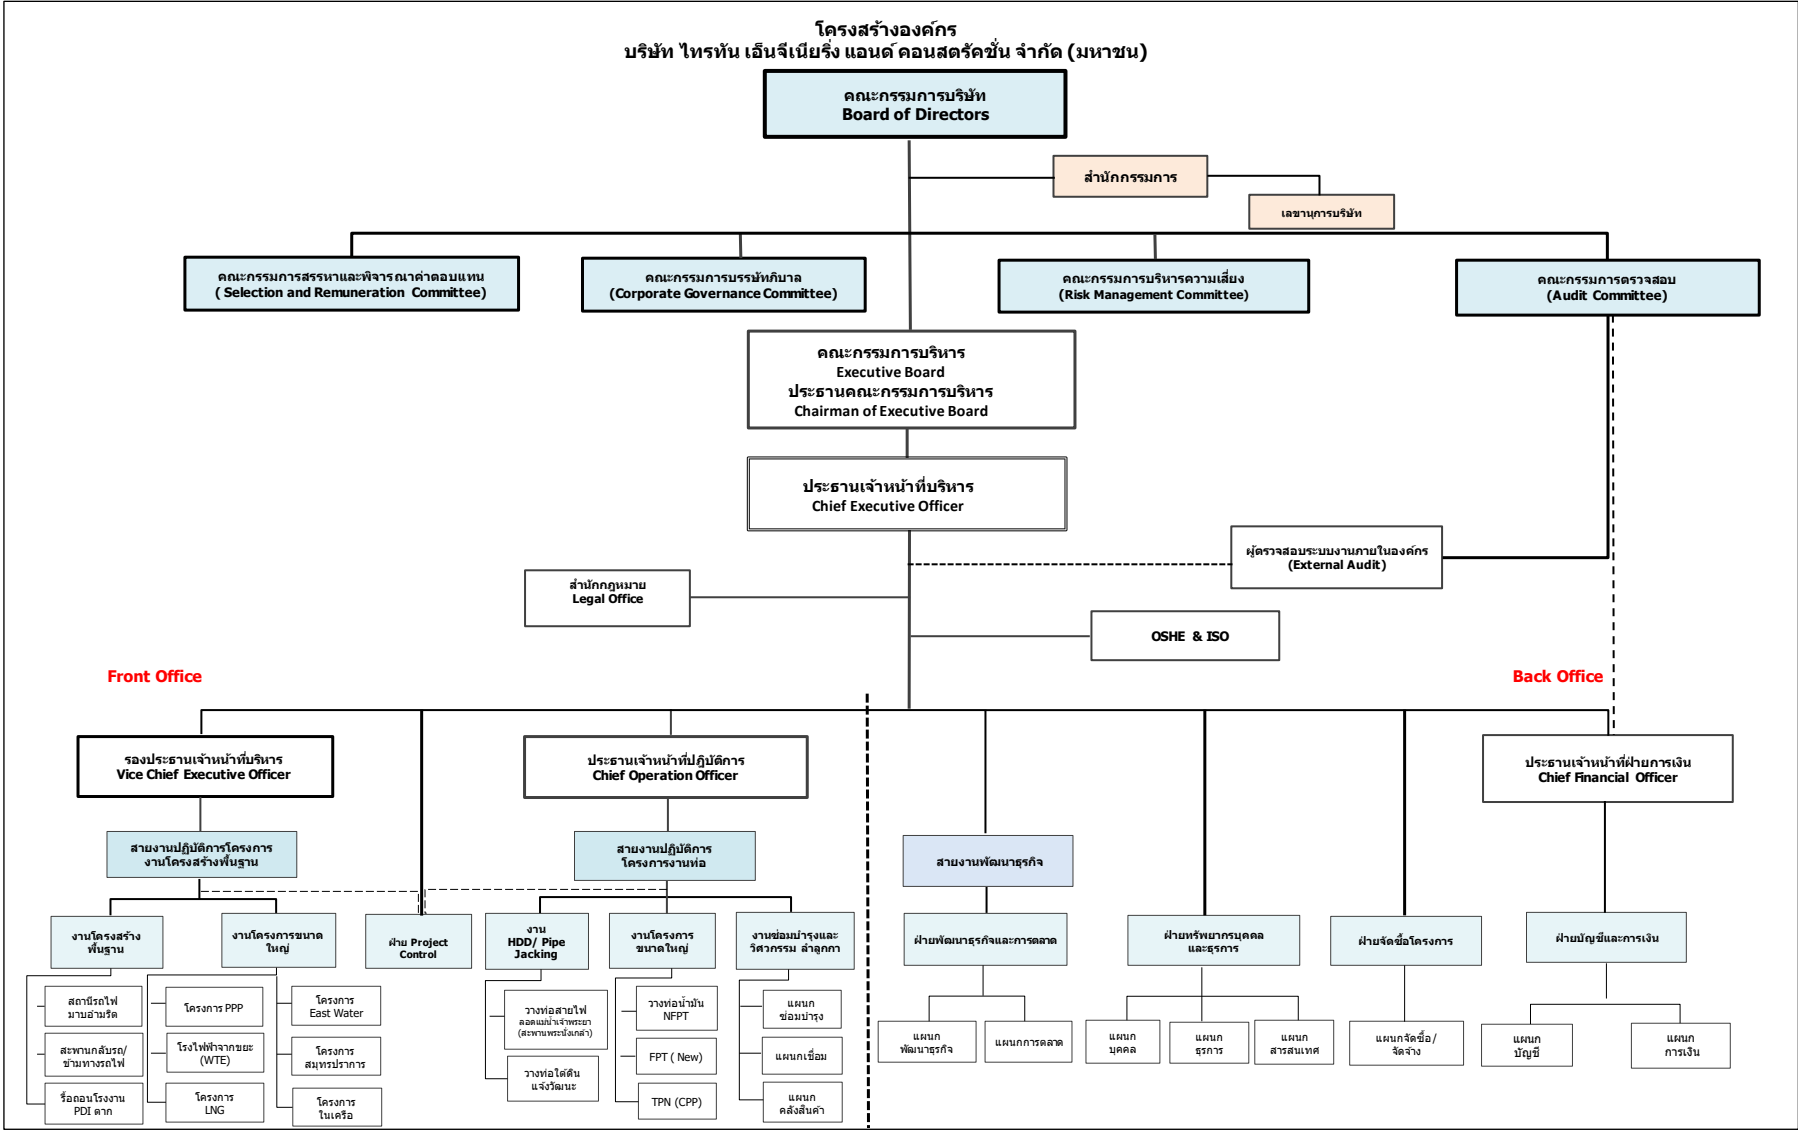 โครงสร้างองค์กร
บริษัท ไทรทัน เอ็นจีเนียริ่ง แอนด์ คอนสตรัคชั่น จำกัด (มหาชน)
คณะกรรมการบริษัท
Board of Directors
สำนักกรรมการ
เลขานุการบริษัท
คณะกรรมการสรรหาและพิจารณาค่าตอบแทน
( Selection and Remuneration Committee)
คณะกรรมการบรรษัทภิบาล
(Corporate Governance Committee)
คณะกรรมการบริหารความเสี่ยง
(Risk Management Committee)
คณะกรรมการตรวจสอบ
(Audit Committee)
คณะกรรมการบริหาร
Executive Board
ประธานคณะกรรมการบริหาร
Chairman of Executive Board
ประธานเจ้าหน้าที่บริหาร
Chief Executive Officer
ผู้ตรวจสอบระบบงานภายในองค์กร
(External Audit)
สำนักกฎหมาย
Legal Office
OSHE & ISO
Front Office
Back Office
รองประธานเจ้าหน้าที่บริหาร
Vice Chief Executive Officer
ประธานเจ้าหน้าที่ปฏิบัติการ
Chief Operation Officer
ประธานเจ้าหน้าที่ฝ่ายการเงิน
Chief Financial Officer
สายงานปฏิบัติการโครงการ
งานโครงสร้างพื้นฐาน
สายงานปฏิบัติการ
โครงการงานท่อ
สายงานพัฒนาธุรกิจ
งานโครงสร้าง
พื้นฐาน
งานโครงการขนาด
ใหญ่
ฝ่าย Project
Control
งาน
HDD/ Pipe
Jacking
งานโครงการ
ขนาดใหญ่
งานซ่อมบำรุงและ
วิศวกรรม ลำลูกกา
ฝ่ายพัฒนาธุรกิจและการตลาด
ฝ่ายทรัพยากรบุคคล
และธุรการ
ฝ่ายจัดซื้อโครงการ
ฝ่ายบัญชีและการเงิน
สถานีรถไฟ
มาบอำมริต
สะพานกลับรถ/
ข้ามทางรถไฟ
รื้อถอนโรงงาน
PDI ตาก
โครงการ PPP
โรงไฟฟ้าจากขยะ
(WTE)
โครงการ
LNG
โครงการ
East Water
โครงการ
สมุทรปราการ
โครงการ
ในเครือ
วางท่อสายไฟ
ลอดแม่น้ำเจ้าพระยา
(สะพานพระนั่งเกล้า)
วางท่อใต้ดิน
แจ้งวัฒนะ
วางท่อน้ำมัน
NFPT
FPT ( New)
TPN (CPP)
แผนก
ซ่อมบำรุง
แผนกเชื่อม
แผนก
คลังสินค้า
แผนก
พัฒนาธุรกิจ
แผนกการตลาด
แผนก
บุคคล
แผนก
ธุรการ
แผนก
สารสนเทศ
แผนกจัดซื้อ/
จัดจ้าง
แผนก
บัญชี
แผนก
การเงิน